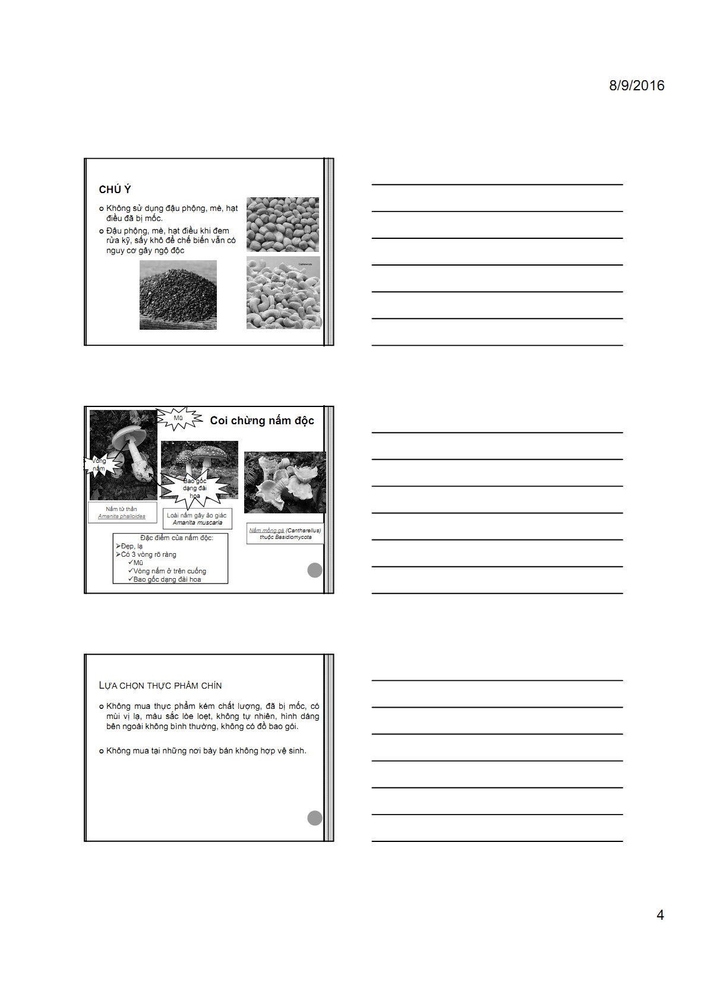 8/9/2016
CHÚ Ý
Không sử dụng đậu phộng, mè, hạt
điều đã bị mốc.
Đậu phộng, mè, hạt điều khi đem
rửa kỹ, sấy khô để chế biến vẫn có
nguy cơ gây ngộ độc
Mũ
Coi chừng nấm độc
Vòng
nấm
Bao gốc
dạng đài
hoa
Nấm tử thần
Amanita phalloides
Loài nấm gây ảo giác
Amanita muscaria
Nấm mồng gà (Cantharellus)
thuộc Basidiomycota
Đặc điểm của nấm độc:
Đẹp, lạ
Có 3 vòng rõ ràng
Mũ
Vòng nấm ở trên cuống
Bao gốc dạng đài hoa
LỰA CHỌN THỰC PHẨM CHÍN
Không mua thực phẩm kém chất lượng, đã bị mốc, có
mùi vị lạ, màu sắc lòe loẹt, không tự nhiên, hình dáng
bên ngoài không bình thường, không có đồ bao gói.
Không mua tại những nơi bày bán không hợp vệ sinh.
4